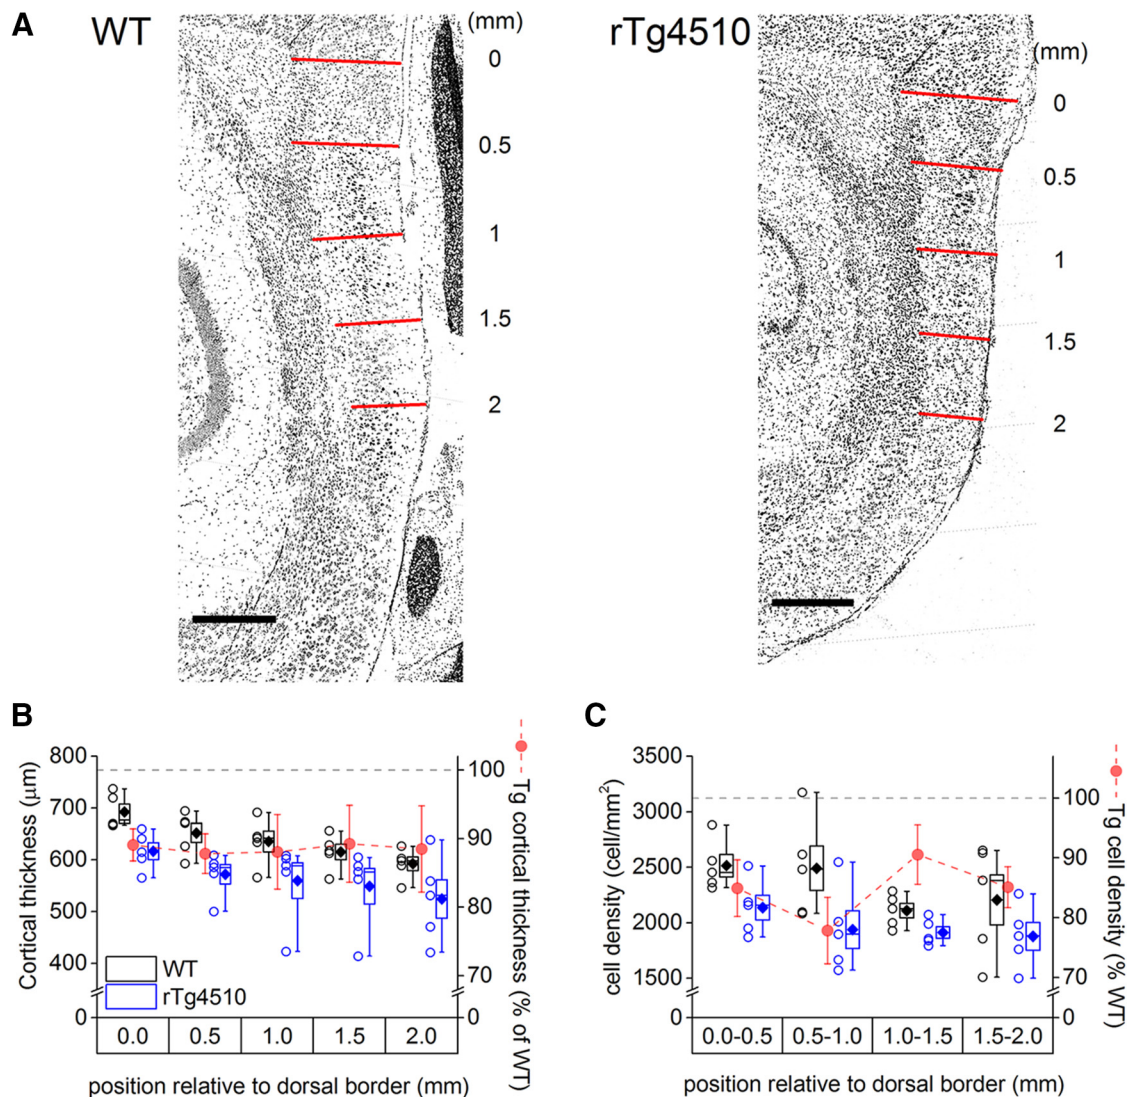 A
WT
(mm)
0
0.5
1
1.5
2
rTg4510
(mm)
0
0.5
1
1.5
2
B
800
700
600
500
400
0
Cortical thickness (µm)
WT
rTg4510
100
90
80
70
0
Tg cortical thickness (% of WT)
0.0 0.5 1.0 1.5 2.0
position relative to dorsal border (mm)
C
3500
3000
2500
2000
1500
0
cell density (cell/mm²)
100
90
80
70
0
Tg cell density (% WT)
0.0-0.5 0.5-1.0 1.0-1.5 1.5-2.0
position relative to dorsal border (mm)